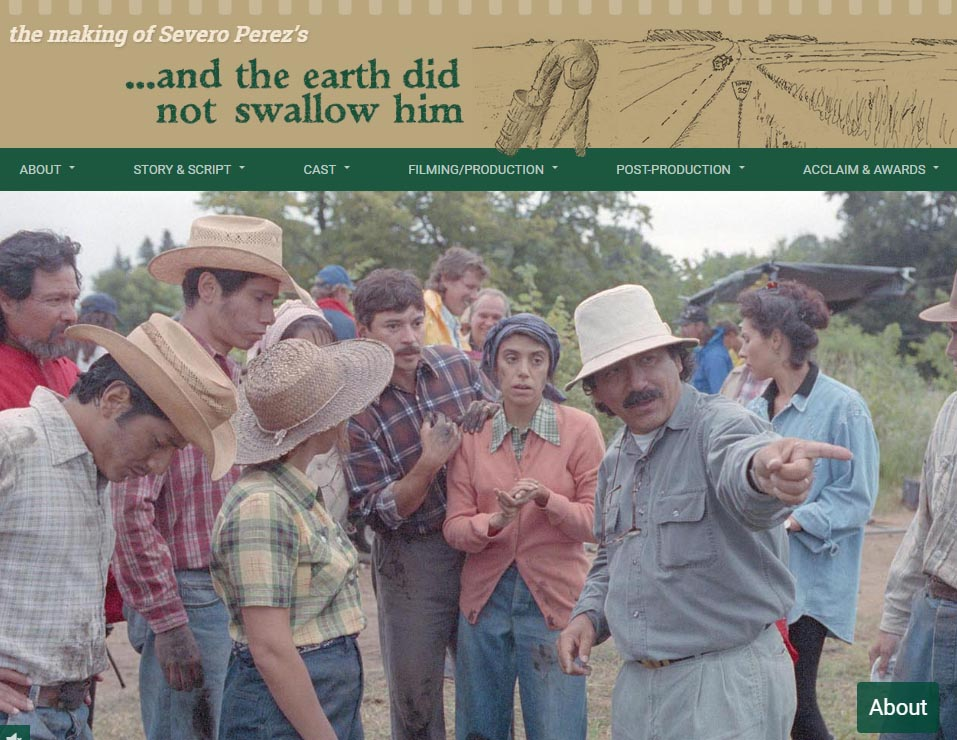 the making of Severo Perez's
...and the earth did
not swallow him
ABOUT
STORY & SCRIPT
CAST
FILMING/PRODUCTION
POST-PRODUCTION
ACCLAIM & AWARDS
About